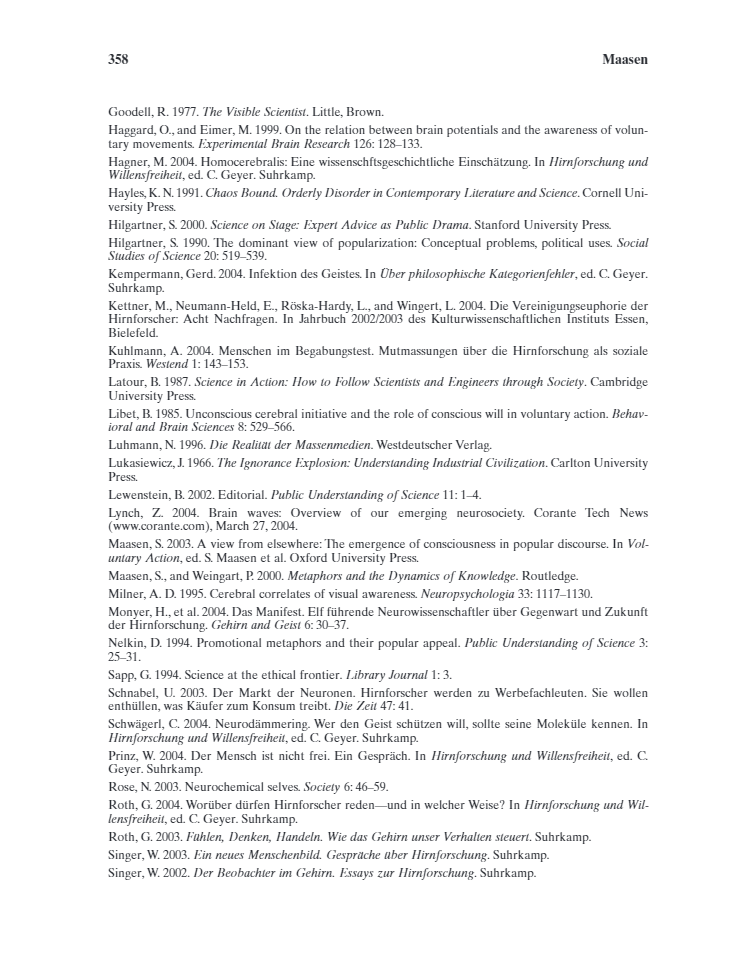 358 Maasen
Goodell, R. 1977. The Visible Scientist. Little, Brown.
Haggard, O., and Eimer, M. 1999. On the relation between brain potentials and the awareness of volun-
tary movements. Experimental Brain Research 126: 128–133.
Hagner, M. 2004. Homocerebralis: Eine wissenschftsgeschichtliche Einschätzung. In Hirnforschung und
Willensfreiheit, ed. C. Geyer. Suhrkamp.
Hayles, K. N. 1991. Chaos Bound. Orderly Disorder in Contemporary Literature and Science. Cornell Uni-
versity Press.
Hilgartner, S. 2000. Science on Stage: Expert Advice as Public Drama. Stanford University Press.
Hilgartner, S. 1990. The dominant view of popularization: Conceptual problems, political uses. Social
Studies of Science 20: 519–539.
Kempermann, Gerd. 2004. Infektion des Geistes. In Über philosophische Kategorienfehler, ed. C. Geyer.
Suhrkamp.
Kettner, M., Neumann-Held, E., Röska-Hardy, L., and Wingert, L. 2004. Die Vereinigungseuphorie der
Hirnforscher: Acht Nachfragen. In Jahrbuch 2002/2003 des Kulturwissenschaftlichen Instituts Essen,
Bielefeld.
Kuhlmann, A. 2004. Menschen im Begabungstest. Mutmassungen über die Hirnforschung als soziale
Praxis. Westend 1: 143–153.
Latour, B. 1987. Science in Action: How to Follow Scientists and Engineers through Society. Cambridge
University Press.
Libet, B. 1985. Unconscious cerebral initiative and the role of conscious will in voluntary action. Behav-
ioral and Brain Sciences 8: 529–566.
Luhmann, N. 1996. Die Realität der Massenmedien. Westdeutscher Verlag.
Lukasiewicz, J. 1966. The Ignorance Explosion: Understanding Industrial Civilization. Carlton University
Press.
Lewenstein, B. 2002. Editorial. Public Understanding of Science 11: 1–4.
Lynch, Z. 2004. Brain waves: Overview of our emerging neurosociety. Corante Tech News
(www.corante.com), March 27, 2004.
Maasen, S. 2003. A view from elsewhere: The emergence of consciousness in popular discourse. In Vol-
untary Action, ed. S. Maasen et al. Oxford University Press.
Maasen, S., and Weingart, P. 2000. Metaphors and the Dynamics of Knowledge. Routledge.
Milner, A. D. 1995. Cerebral correlates of visual awareness. Neuropsychologia 33: 1117–1130.
Monyer, H., et al. 2004. Das Manifest. Elf führende Neurowissenschaftler über Gegenwart und Zukunft
der Hirnforschung. Gehirn and Geist 6: 30–37.
Nelkin, D. 1994. Promotional metaphors and their popular appeal. Public Understanding of Science 3:
25–31.
Sapp, G. 1994. Science at the ethical frontier. Library Journal 1: 3.
Schnabel, U. 2003. Der Markt der Neuronen. Hirnforscher werden zu Werbefachleuten. Sie wollen
enthüllen, was Käufer zum Konsum treibt. Die Zeit 47: 41.
Schwägerl, C. 2004. Neurodämmering. Wer den Geist schützen will, sollte seine Moleküle kennen. In
Hirnforschung und Willensfreiheit, ed. C. Geyer. Suhrkamp.
Prinz, W. 2004. Der Mensch ist nicht frei. Ein Gespräch. In Hirnforschung und Willensfreiheit, ed. C.
Geyer. Suhrkamp.
Rose, N. 2003. Neurochemical selves. Society 6: 46–59.
Roth, G. 2004. Worüber dürfen Hirnforscher reden—und in welcher Weise? In Hirnforschung und Wil-
lensfreiheit, ed. C. Geyer. Suhrkamp.
Roth, G. 2003. Fühlen, Denken, Handeln. Wie das Gehirn unser Verhalten steuert. Suhrkamp.
Singer, W. 2003. Ein neues Menschenbild. Gespräche über Hirnforschung. Suhrkamp.
Singer, W. 2002. Der Beobachter im Gehirn. Essays zur Hirnforschung. Suhrkamp.